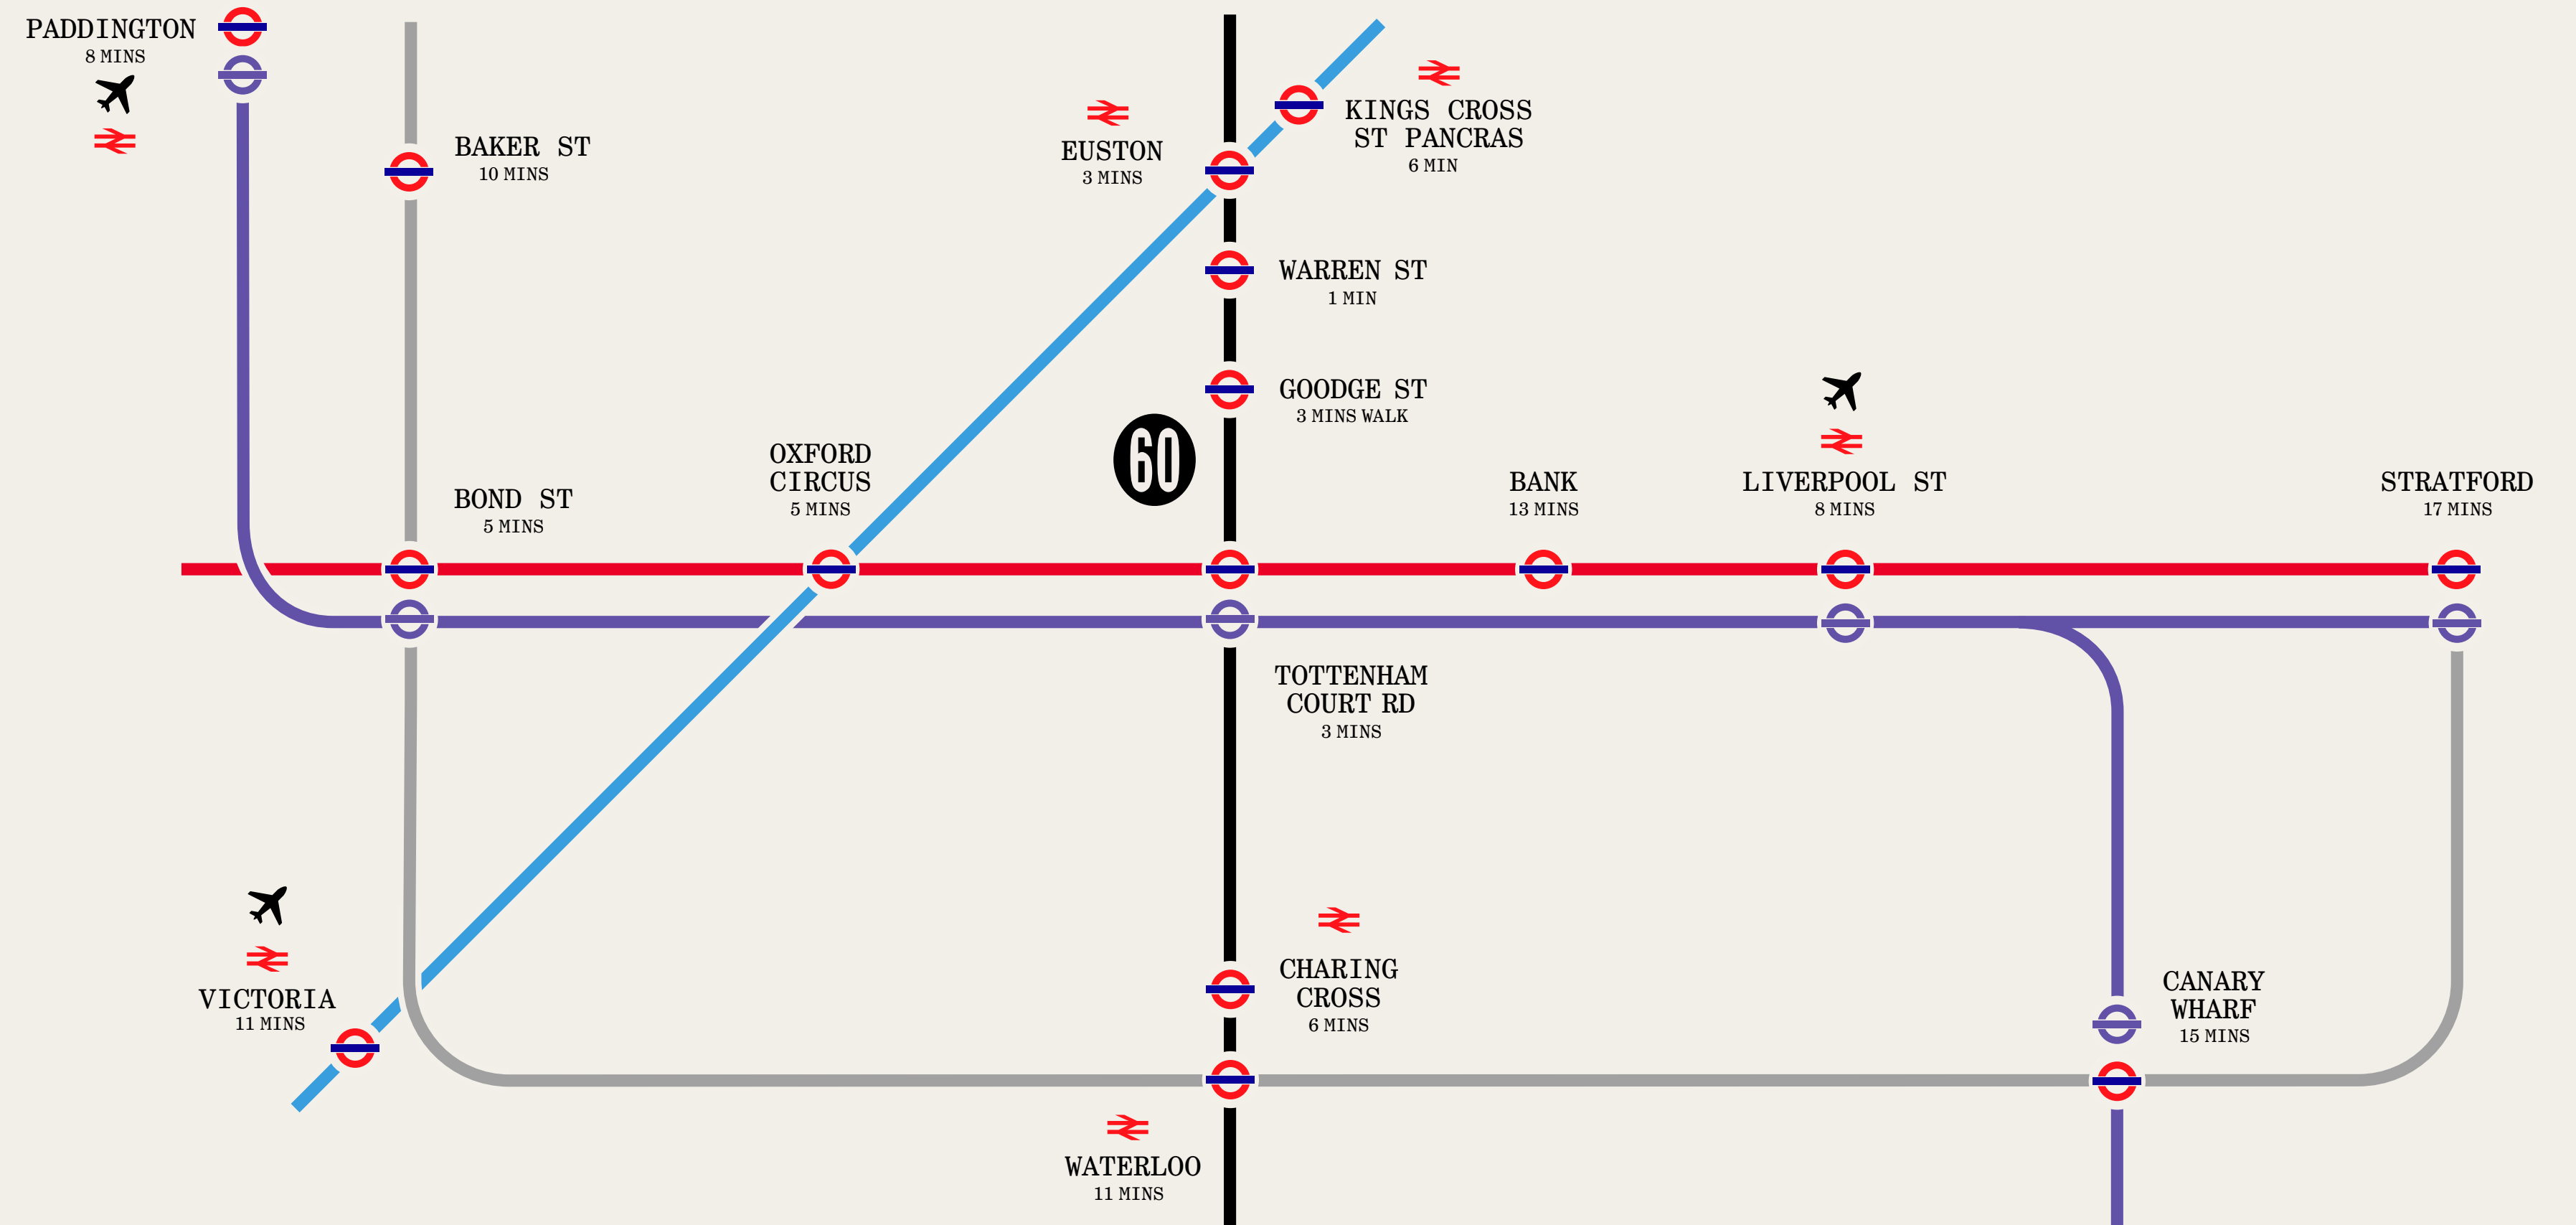 PADDINGTON
8 MINS
BAKER ST
10 MINS
EUSTON
3 MINS
KINGS CROSS
ST PANCRAS
6 MIN
WARREN ST
1 MIN
GOODGE ST
3 MINS WALK
60
BOND ST
5 MINS
OXFORD
CIRCUS
5 MINS
BANK
13 MINS
LIVERPOOL ST
8 MINS
STRATFORD
17 MINS
TOTTENHAM
COURT RD
3 MINS
VICTORIA
11 MINS
CHARING
CROSS
6 MINS
CANARY
WHARF
15 MINS
WATERLOO
11 MINS